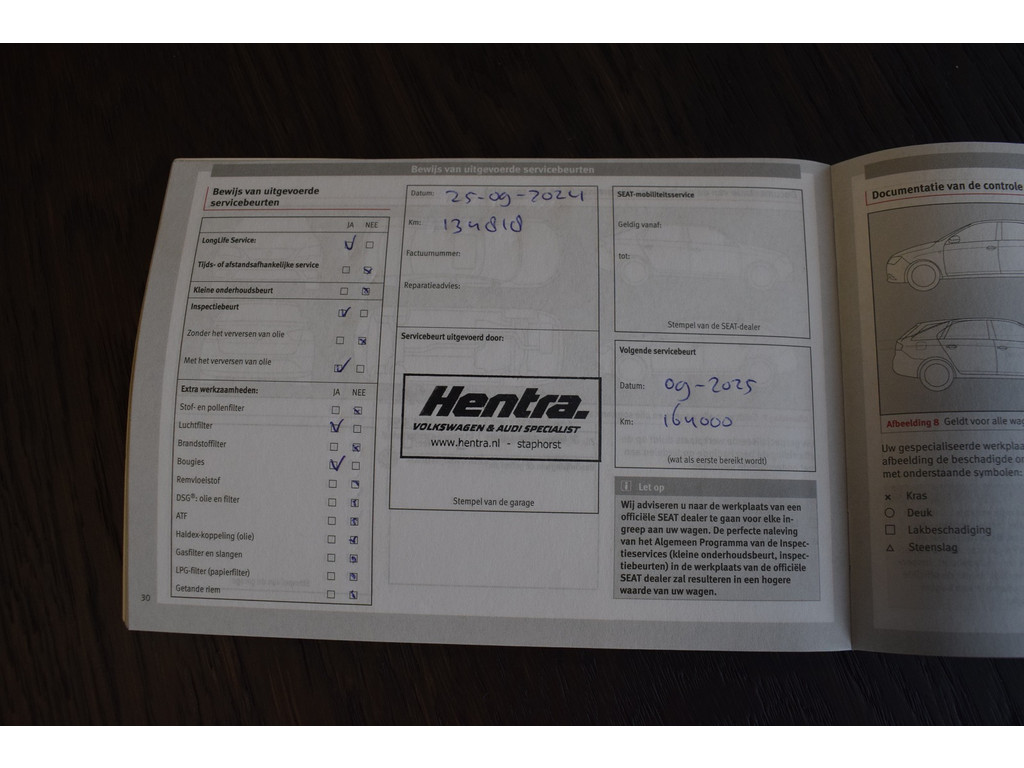 Bewijs van uitgevoerde servicebeurten
Bewijs van uitgevoerde
servicebeurten
JA NEE
LongLife Service:
Tijds- of afstandsafhankelijke service
Kleine onderhoudsbeurt
Inspectiebeurt
Zonder het verversen van olie
Met het verversen van olie
Extra werkzaamheden: JA NEE
Stof- en pollenfilter
Luchtfilter
Brandstoffilter
Bougies
Remvloeistof
DSG®: olie en filter
ATF
Haldex-koppeling (olie)
Gasfilter en slangen
LPG-filter (papierfilter)
Getande riem
30
Datum: 25-09-2024
Km: 134818
Factuurnummer:
Reparatieadvies:
Servicebeurt uitgevoerd door:
Hentra.
VOLKSWAGEN & AUDI SPECIALIST
www.hentra.nl - staphorst
Stempel van de garage
SEAT-mobiliteitsservice
Geldig vanaf:
tot:
Stempel van de SEAT-dealer
Volgende servicebeurt
Datum: 09-2025
Km: 164000
(wat als eerste bereikt wordt)
i Let op
Wij adviseren u naar de werkplaats van een
officiële SEAT dealer te gaan voor elke in-
greep aan uw wagen. De perfecte naleving
van het Algemeen Programma van de Inspec-
tieservices (kleine onderhoudsbeurt, inspec-
tiebeurten) in de werkplaats van de officiële
SEAT dealer zal resulteren in een hogere
waarde van uw wagen.
Documentatie van de controle
Afbeelding 8 Geldt voor alle wag
Uw gespecialiseerde werkplaa
afbeelding de beschadigde on
met onderstaande symbolen:
× Kras
○ Deuk
□ Lakbeschadiging
△ Steenslag